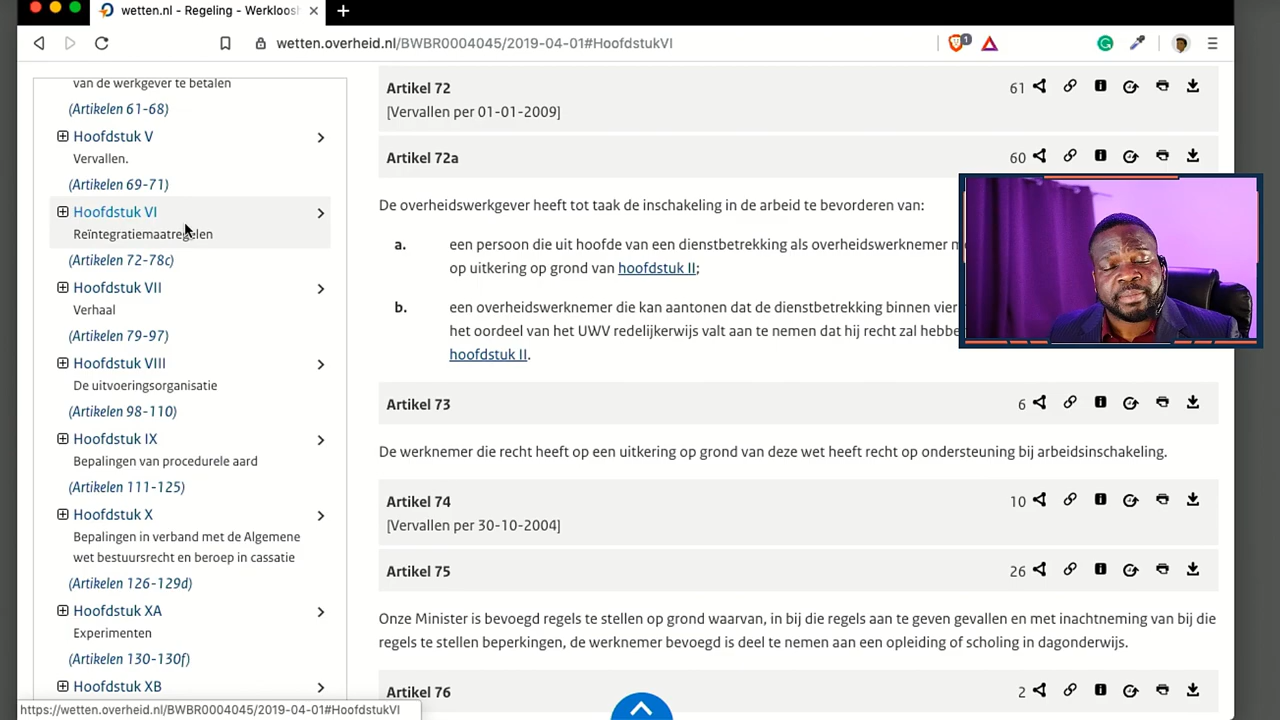 wetten.nl - Regeling - Werkloosh
wetten.overheid.nl/BWBR0004045/2019-04-01#HoofdstukVI
1
van de werkgever te betalen
(Artikelen 61-68)
Hoofdstuk V
Vervallen.
(Artikelen 69-71)
Hoofdstuk VI
Reïntegratiemaatregelen
(Artikelen 72-78c)
Hoofdstuk VII
Verhaal
(Artikelen 79-97)
Hoofdstuk VIII
De uitvoeringsorganisatie
(Artikelen 98-110)
Hoofdstuk IX
Bepalingen van procedurele aard
(Artikelen 111-125)
Hoofdstuk X
Bepalingen in verband met de Algemene
wet bestuursrecht en beroep in cassatie
(Artikelen 126-129d)
Hoofdstuk XA
Experimenten
(Artikelen 130-130f)
Hoofdstuk XB
https://wetten.overheid.nl/BWBR0004045/2019-04-01#HoofdstukVI
Artikel 72 61
[Vervallen per 01-01-2009]
Artikel 72a 60
De overheidswerkgever heeft tot taak de inschakeling in de arbeid te bevorderen van:
a. een persoon die uit hoofde van een dienstbetrekking als overheidswerknemer
op uitkering op grond van hoofdstuk II;
b. een overheidswerknemer die kan aantonen dat de dienstbetrekking binnen vier
het oordeel van het UWV redelijkerwijs valt aan te nemen dat hij recht zal hebbe
hoofdstuk II.
Artikel 73 6
De werknemer die recht heeft op een uitkering op grond van deze wet heeft recht op ondersteuning bij arbeidsinschakeling.
Artikel 74 10
[Vervallen per 30-10-2004]
Artikel 75 26
Onze Minister is bevoegd regels te stellen op grond waarvan, in bij die regels aan te geven gevallen en met inachtneming van bij die
regels te stellen beperkingen, de werknemer bevoegd is deel te nemen aan een opleiding of scholing in dagonderwijs.
Artikel 76 2